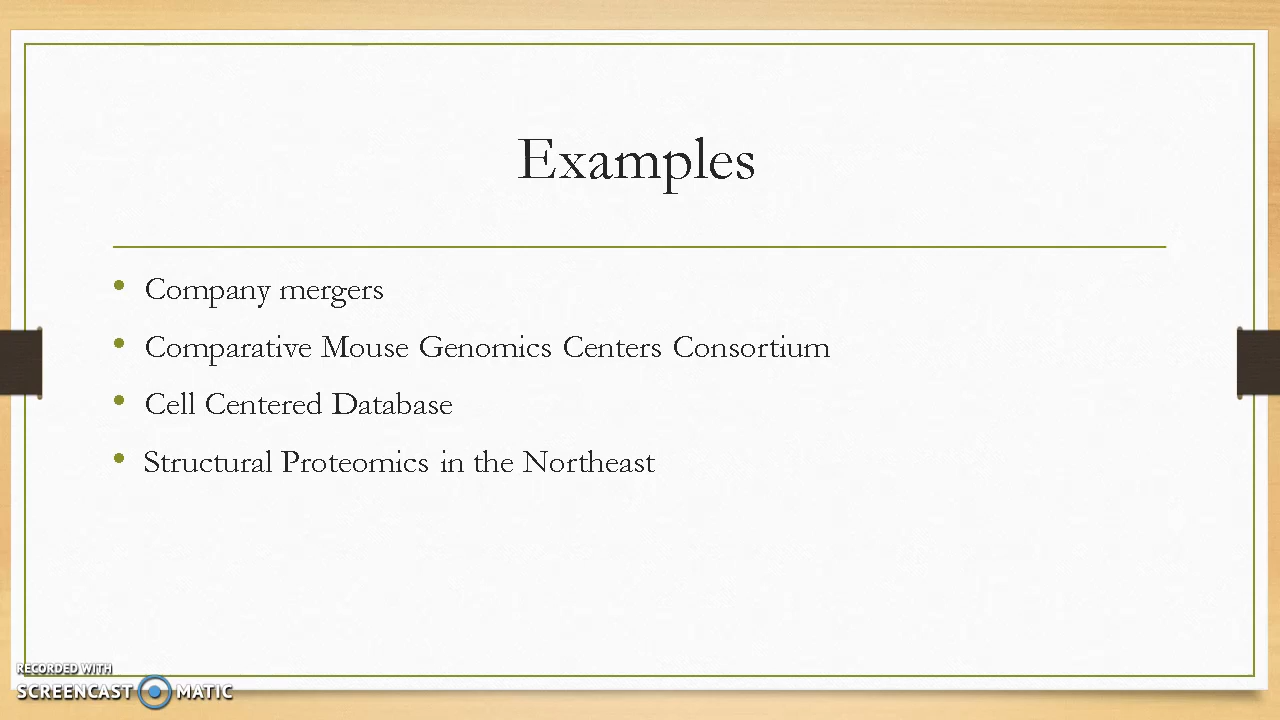 Examples
• Company mergers
• Comparative Mouse Genomics Centers Consortium
• Cell Centered Database
• Structural Proteomics in the Northeast
RECORDED WITH
SCREENCAST MATIC